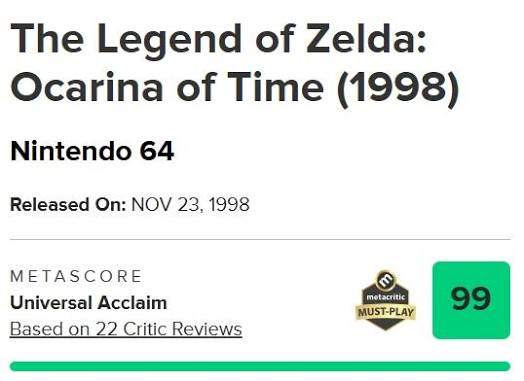 The Legend of Zelda:
Ocarina of Time (1998)
Nintendo 64
Released On: NOV 23, 1998
METASCORE
Universal Acclaim
Based on 22 Critic Reviews
m
metacritic
MUST-PLAY
99